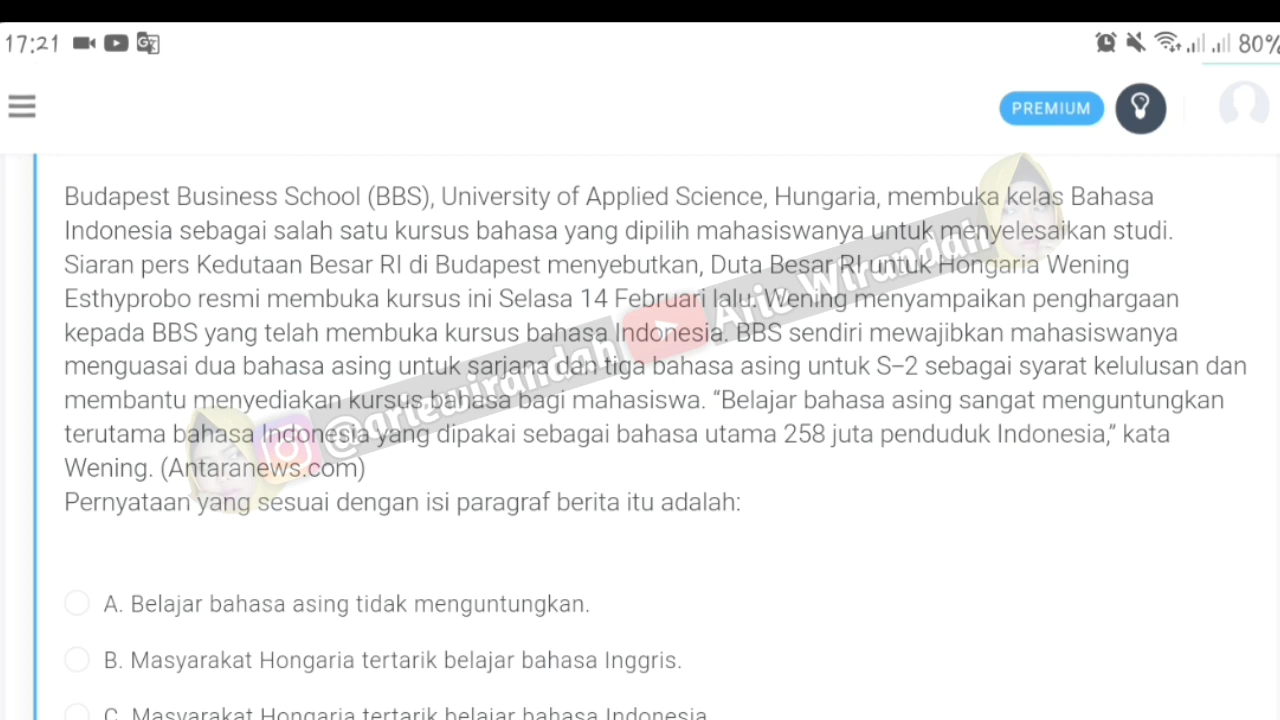 17:21
80%
PREMIUM
Budapest Business School (BBS), University of Applied Science, Hungaria, membuka kelas Bahasa
Indonesia sebagai salah satu kursus bahasa yang dipilih mahasiswanya untuk menyelesaikan studi.
Siaran pers Kedutaan Besar RI di Budapest menyebutkan, Duta Besar RI untuk Hongaria Wening
Esthyprobo resmi membuka kursus ini Selasa 14 Februari lalu. Wening menyampaikan penghargaan
kepada BBS yang telah membuka kursus bahasa Indonesia. BBS sendiri mewajibkan mahasiswanya
menguasai dua bahasa asing untuk sarjana dan tiga bahasa asing untuk S–2 sebagai syarat kelulusan dan
membantu menyediakan kursus bahasa bagi mahasiswa. “Belajar bahasa asing sangat menguntungkan
terutama bahasa Indonesia yang dipakai sebagai bahasa utama 258 juta penduduk Indonesia,” kata
Wening. (Antaranews.com)
Pernyataan yang sesuai dengan isi paragraf berita itu adalah:
@ariewirandah
Arie Wirandah
A. Belajar bahasa asing tidak menguntungkan.
B. Masyarakat Hongaria tertarik belajar bahasa Inggris.
C. Masyarakat Hongaria tertarik belajar bahasa Indonesia.